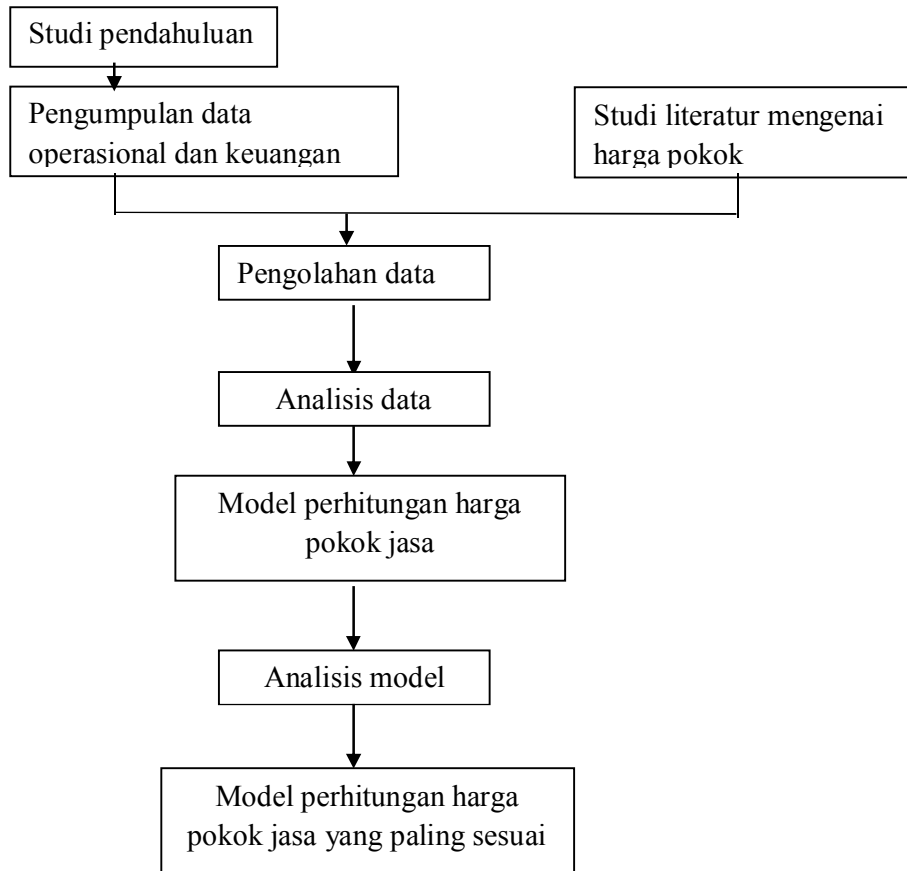 Studi pendahuluan
Pengumpulan data
operasional dan keuangan
Studi literatur mengenai
harga pokok
Pengolahan data
Analisis data
Model perhitungan harga
pokok jasa
Analisis model
Model perhitungan harga
pokok jasa yang paling sesuai